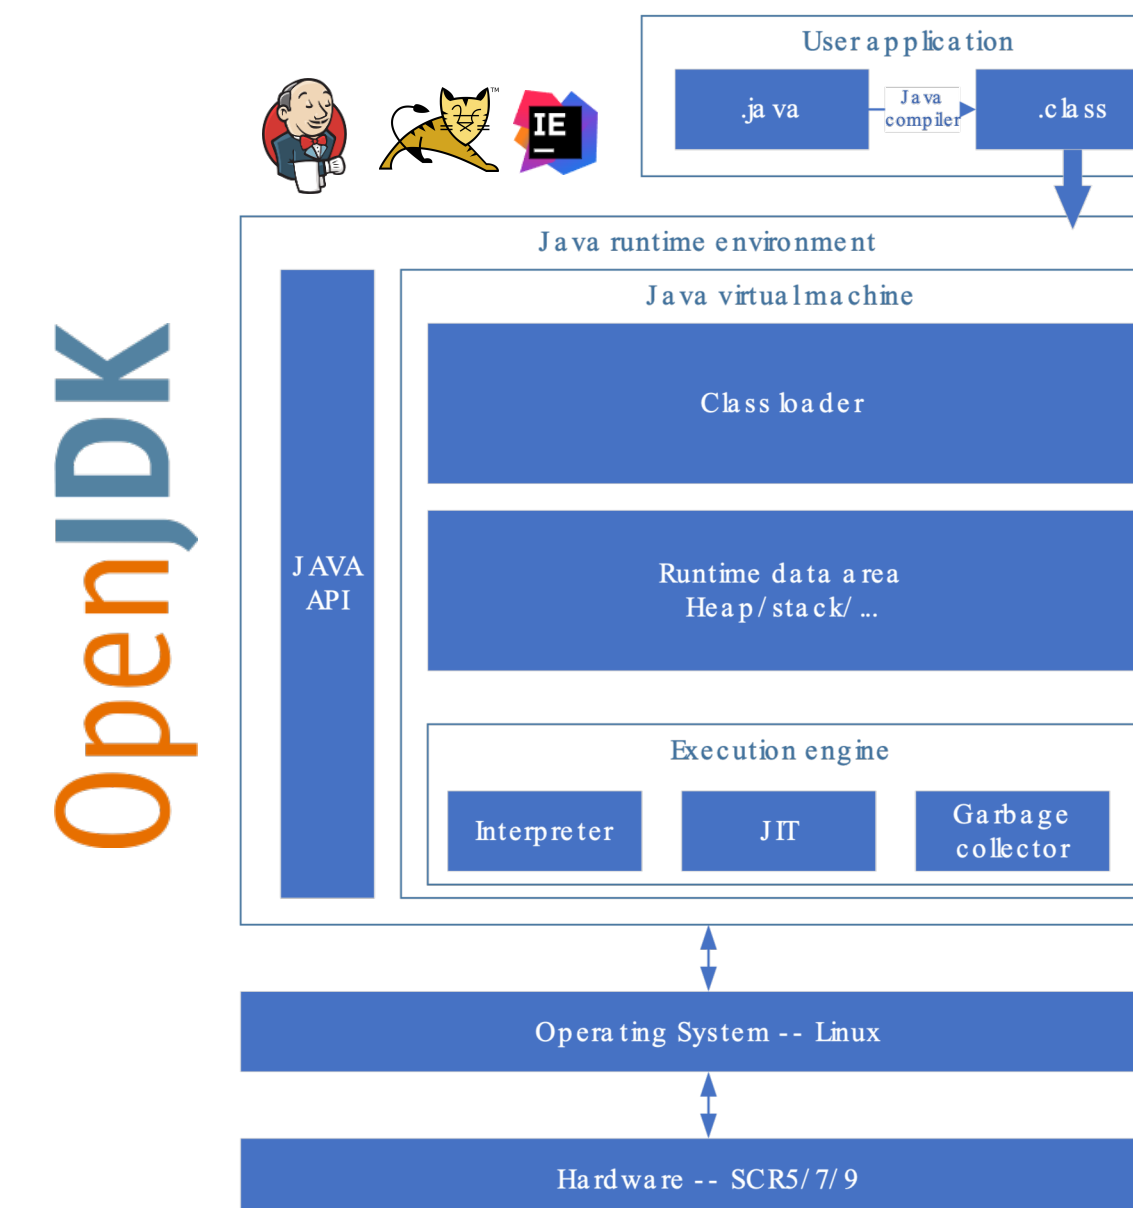 User application
.java
Java
compiler
.class
TM
IE
Java runtime environment
Java virtual machine
Class loader
OpenJDK
JAVA
API
Runtime data area
Heap/stack/...
Execution engine
Interpreter
JIT
Garbage
collector
Operating System -- Linux
Hardware -- SCR5/7/9